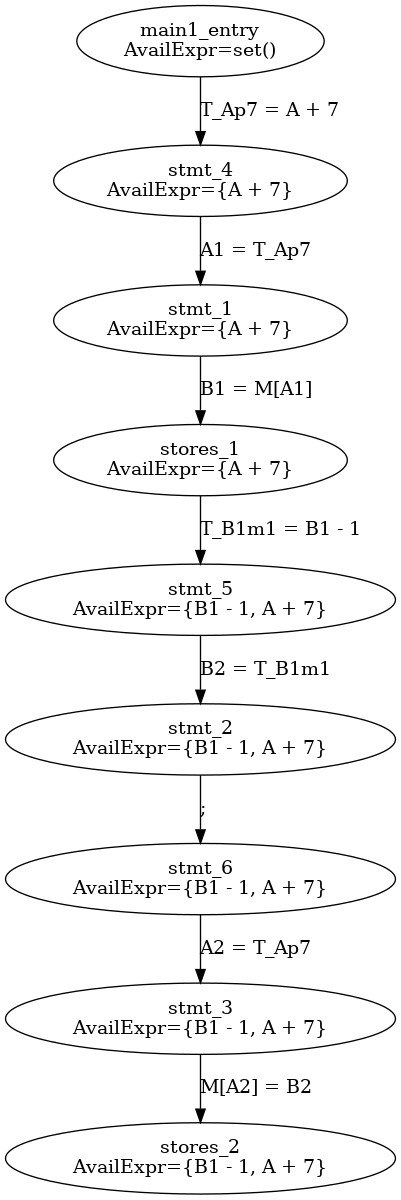 main1_entry
AvailExpr=set()
T_Ap7 = A + 7
stmt_4
AvailExpr={A + 7}
A1 = T_Ap7
stmt_1
AvailExpr={A + 7}
B1 = M[A1]
stores_1
AvailExpr={A + 7}
T_B1m1 = B1 - 1
stmt_5
AvailExpr={B1 - 1, A + 7}
B2 = T_B1m1
stmt_2
AvailExpr={B1 - 1, A + 7}
;
stmt_6
AvailExpr={B1 - 1, A + 7}
A2 = T_Ap7
stmt_3
AvailExpr={B1 - 1, A + 7}
M[A2] = B2
stores_2
AvailExpr={B1 - 1, A + 7}